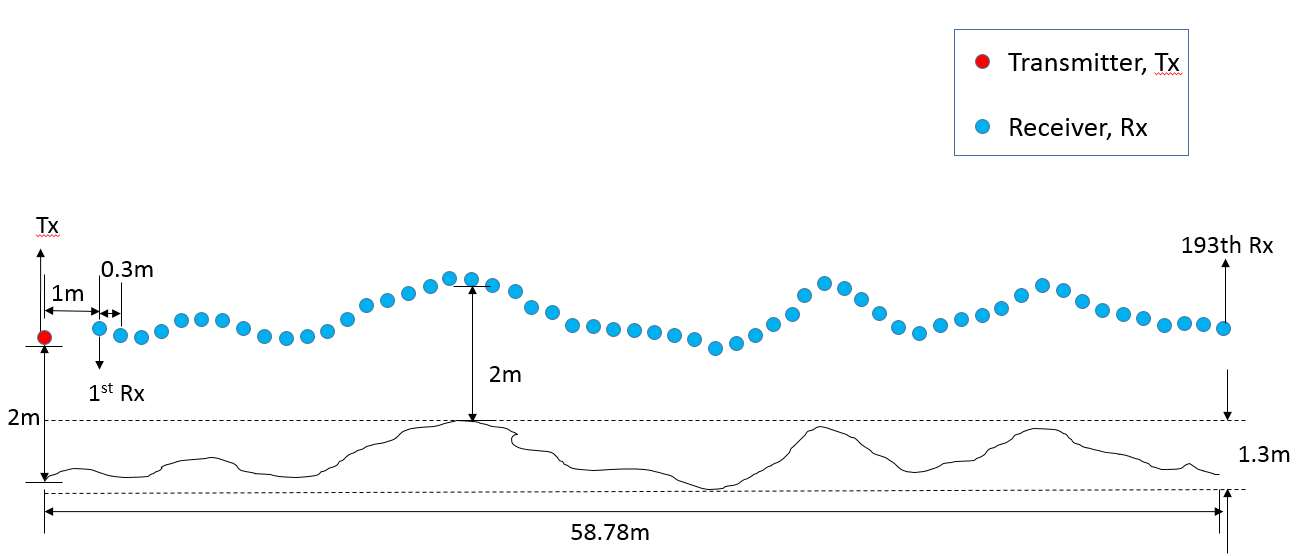 Transmitter, Tx
Receiver, Rx
Tx
193th Rx
0.3m
1m
1st Rx
2m
2m
1.3m
58.78m